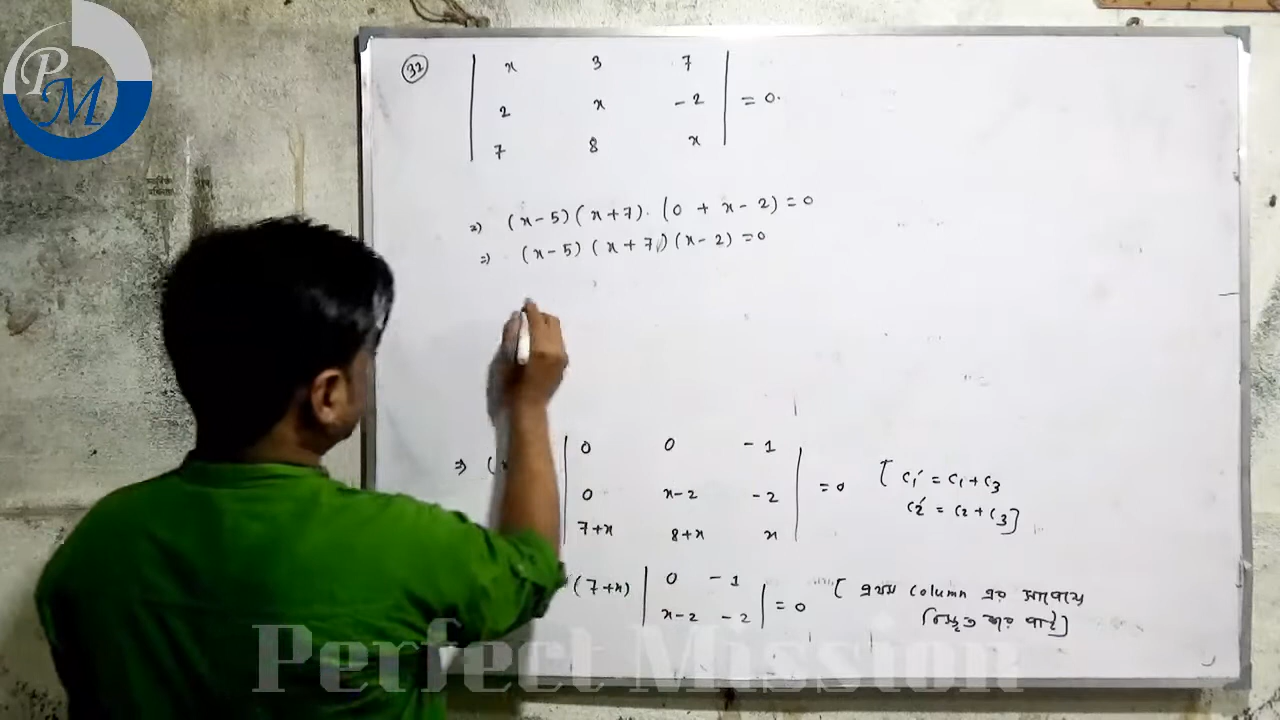 PM
32
x 3 7
2 x -2 = 0.
7 8 x
⇒ (x-5)(x+7). (0 + x-2) = 0
⇒ (x-5) (x+7) (x-2) = 0
⇒ (x
0 0 -1
0 x-2 -2 = 0 [ c₁' = c₁+c₃
7+x 8+x x c₂' = c₂+c₃]
(7+x) 0 -1 [ প্রথম column এর সাপেক্ষে
x-2 -2 = 0 বিস্তৃত করে পাই]
Perfect Mission